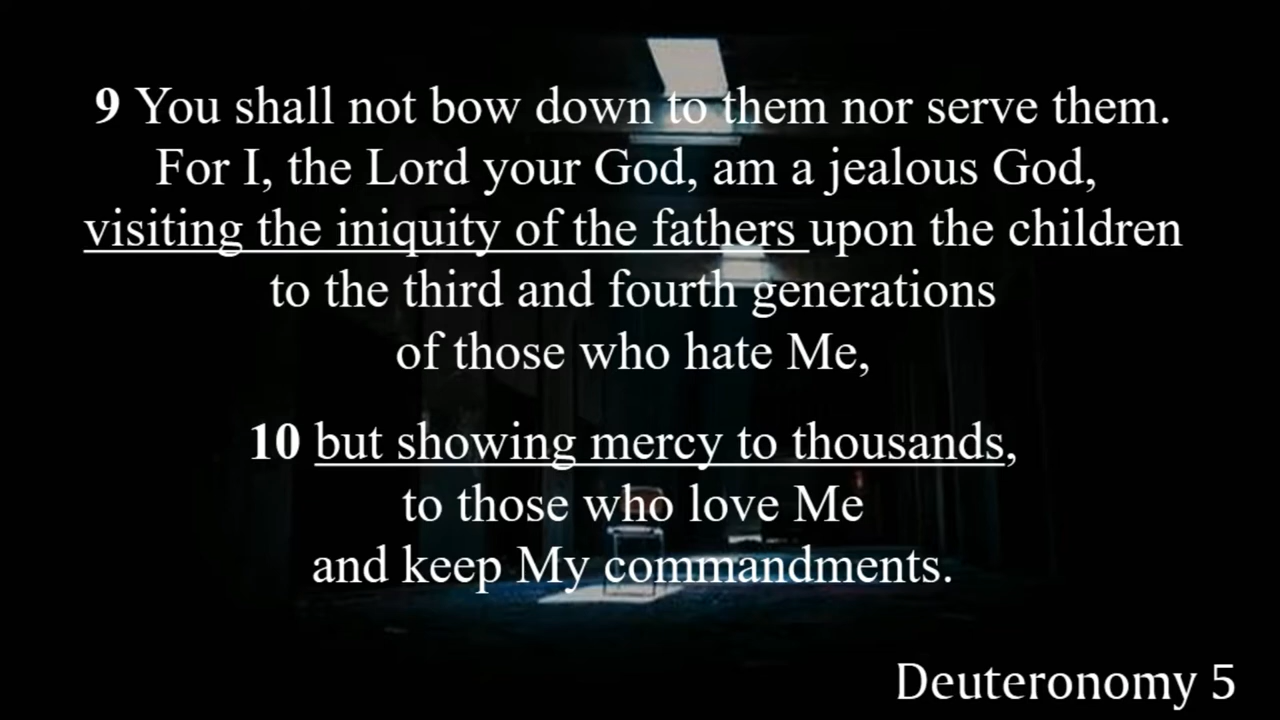 9 You shall not bow down to them nor serve them.
For I, the Lord your God, am a jealous God,
visiting the iniquity of the fathers upon the children
to the third and fourth generations
of those who hate Me,
10 but showing mercy to thousands,
to those who love Me
and keep My commandments.
Deuteronomy 5